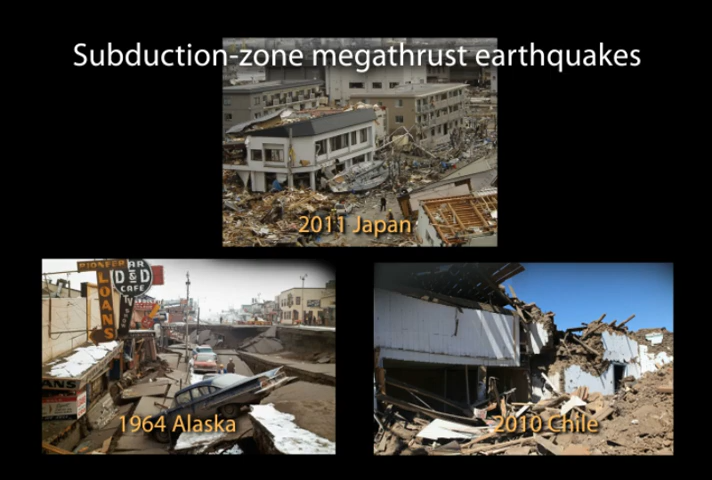 Subduction-zone megathrust earthquakes
2011 Japan
PIONEER
LOANS
BAR
D&D
CAFE
1964 Alaska
2010 Chile